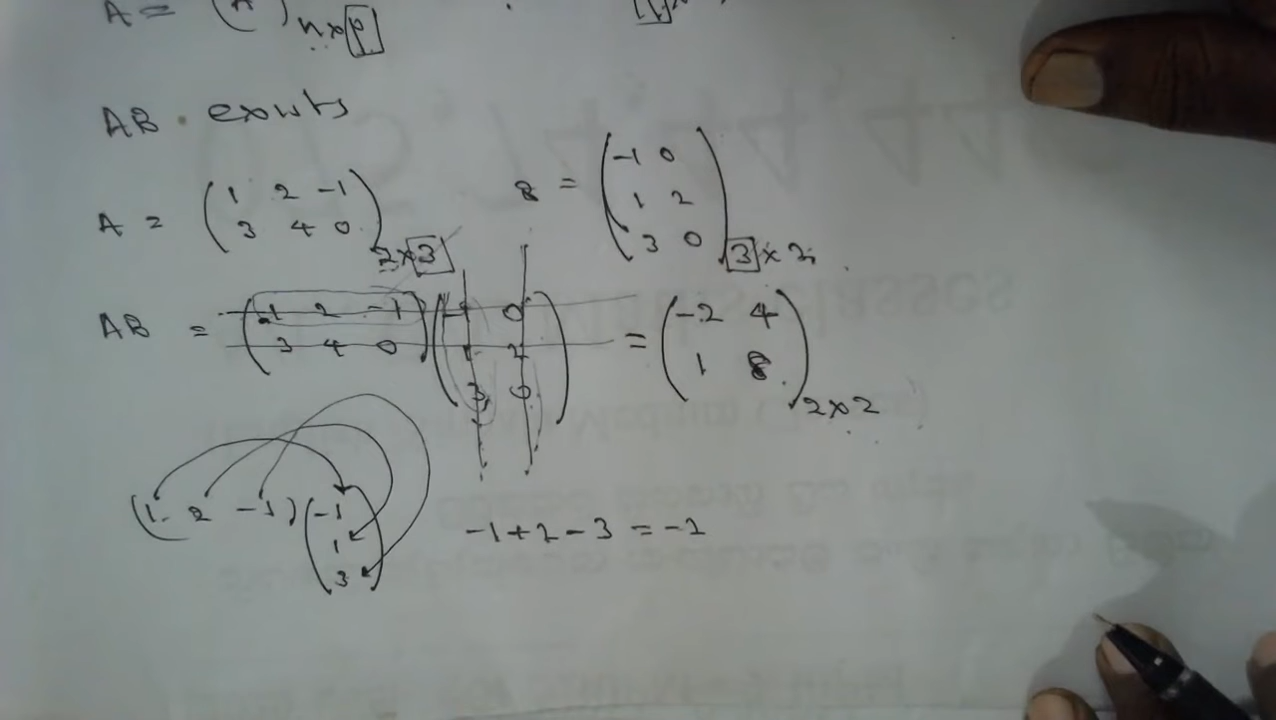 A =
n×p
AB exists
A = ( 1 2 -1
3 4 0 ) 2×3
B = ( -1 0
1 2
3 0 ) 3×2
AB = ( 1 2 -1
3 4 0 ) ( -1 0
1 2
3 0 ) = ( -2 4
1 8 ) 2×2
(1 2 -1) ( -1
1
3 ) -1+2-3 = -2